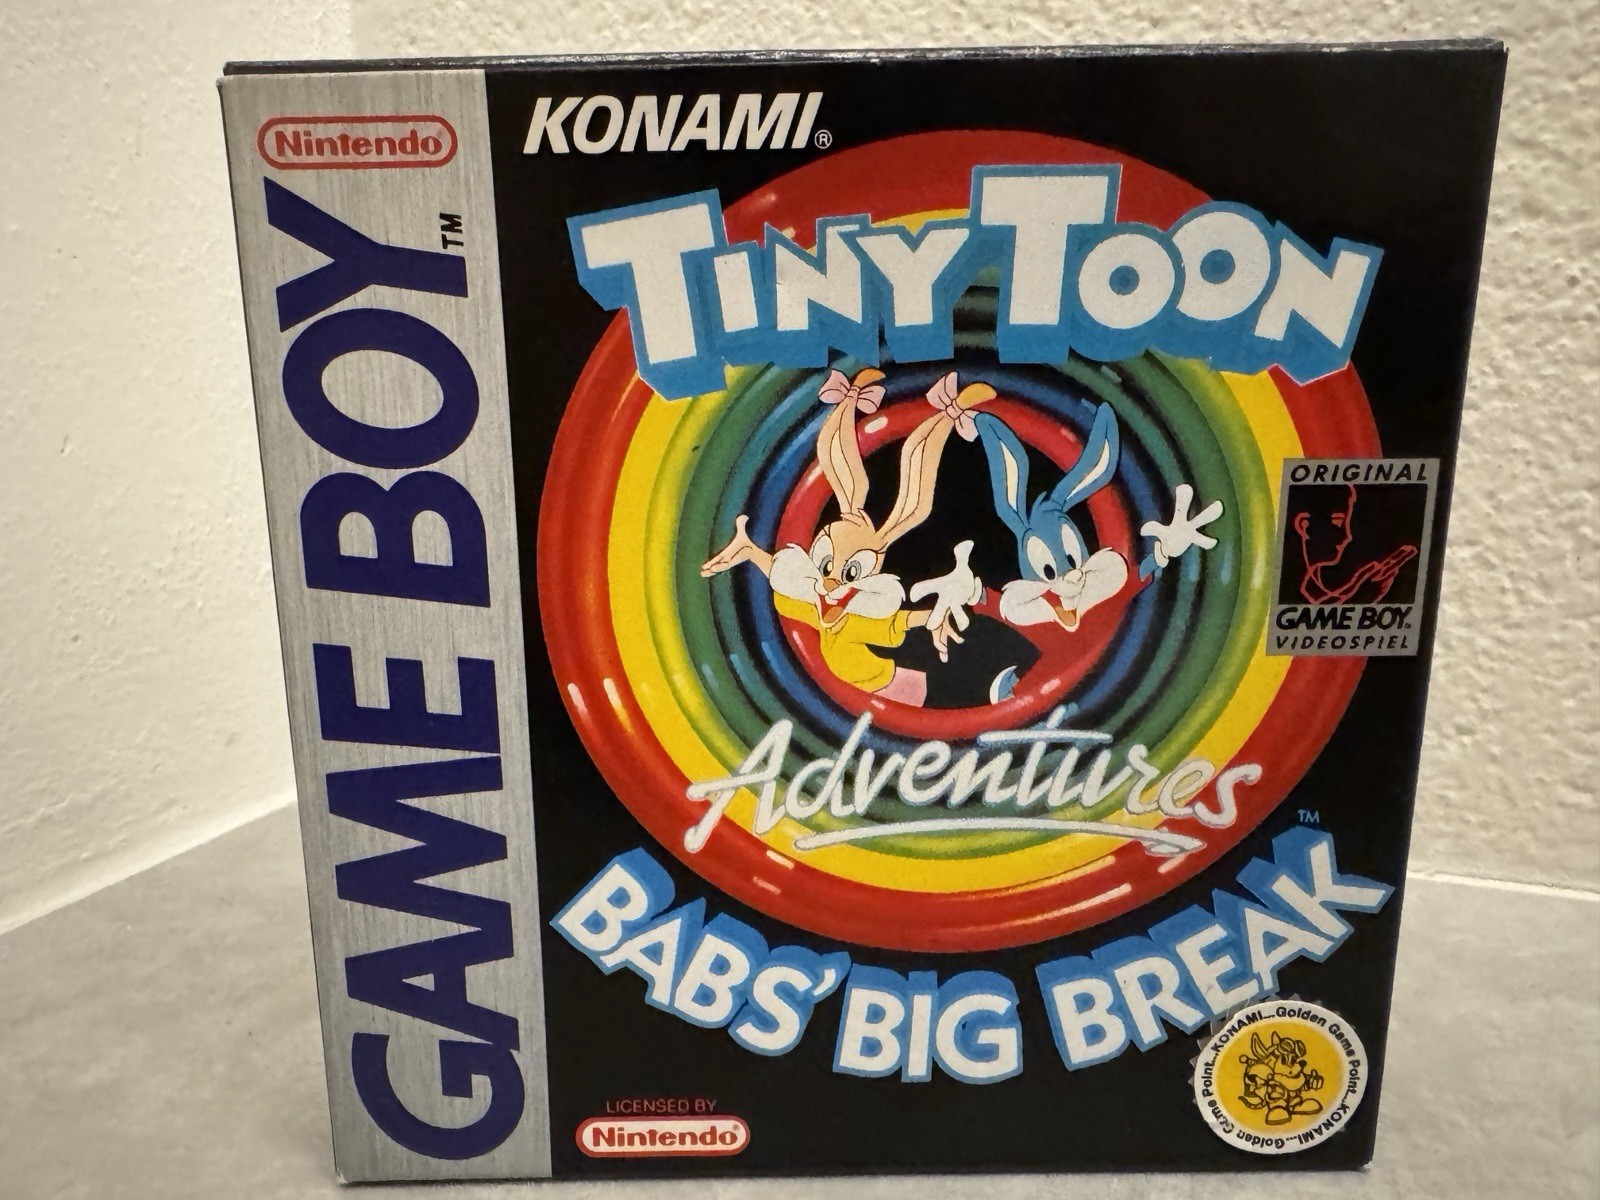 Nintendo®
GAME BOY™
KONAMI®
TINY TOON
Adventures
™
BABS' BIG BREAK
ORIGINAL
GAME BOY™
VIDEOSPIEL
LICENSED BY
Nintendo®
KONAMI....Golden Game Point...KONAMI....Golden Game Point...